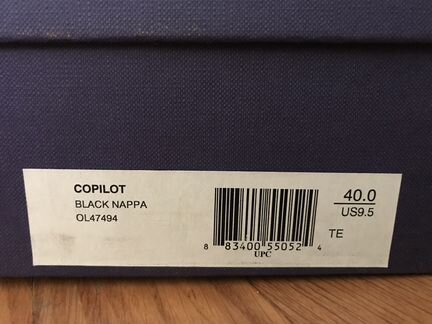 COPILOT
BLACK NAPPA
OL47494
40.0
US9.5
TE
8 83400 55052 4
UPC